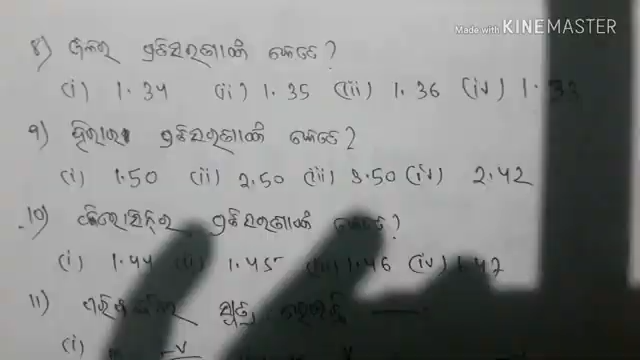 Made with KINEMASTER
୪) ଜଳର ପ୍ରତିସରଣାଙ୍କ କେତେ?
(i) 1.34 (ii) 1.35 (iii) 1.36 (iv) 1.33
୨) ହୀରାର ପ୍ରତିସରଣାଙ୍କ କେତେ?
(i) 1.50 (ii) 2.50 (iii) 3.50 (iv) 2.42
10) କିରୋସିନିର ପ୍ରତିସରଣାଙ୍କ କେତେ?
(i) 1.44 (ii) 1.45 (iii) 1.46 (iv) 1.47
11)
(i)